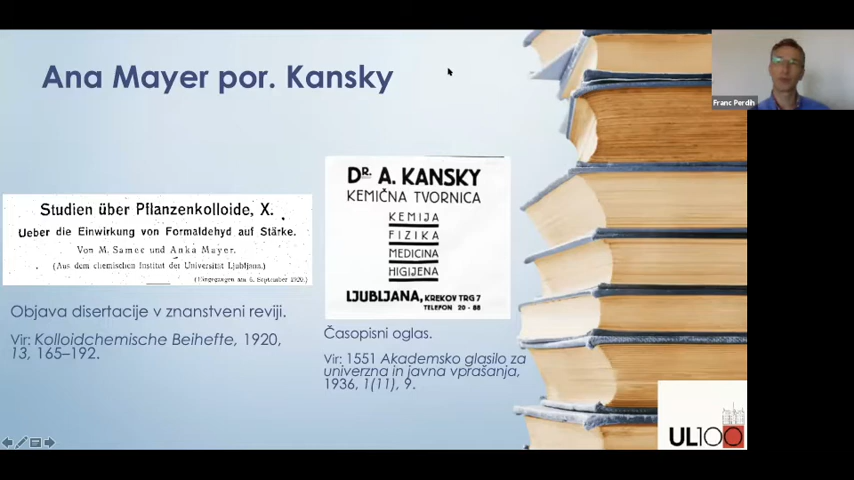 Ana Mayer por. Kansky
Franc Perdih
Studien über Pflanzenkolloide, X.
Ueber die Einwirkung von Formaldehyd auf Stärke.
Von M. Samec und Anka Mayer.
(Aus dem chemischen Institut der Universität Ljubljana.)
(Eingegangen am 6. September 1920.)
Objava disertacije v znanstveni reviji.
Vir: Kolloidchemische Beihefte, 1920,
13, 165–192.
DR. A. KANSKY
KEMIČNA TVORNICA
KEMIJA
FIZIKA
MEDICINA
HIGIJENA
LJUBLJANA, KREKOV TRG 7
TELEFON 20-88
Časopisni oglas.
Vir: 1551 Akademsko glasilo za
univerzna in javna vprašanja,
1936, 1(11), 9.
UL100